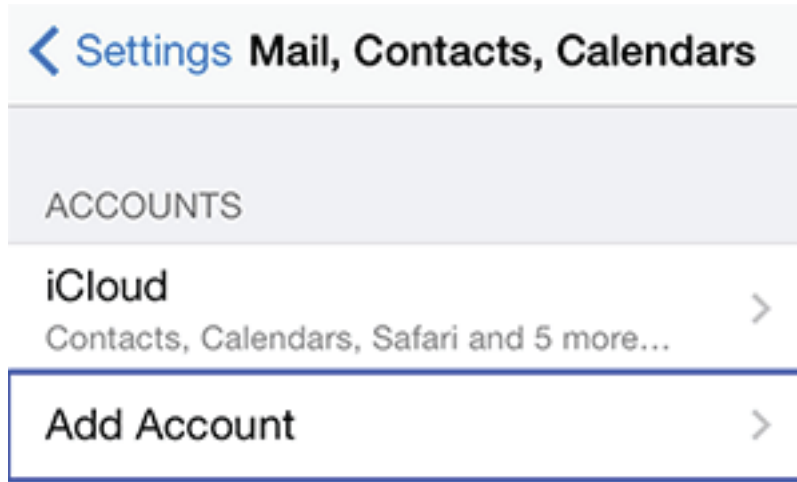 Settings Mail, Contacts, Calendars
ACCOUNTS
iCloud
Contacts, Calendars, Safari and 5 more...
Add Account